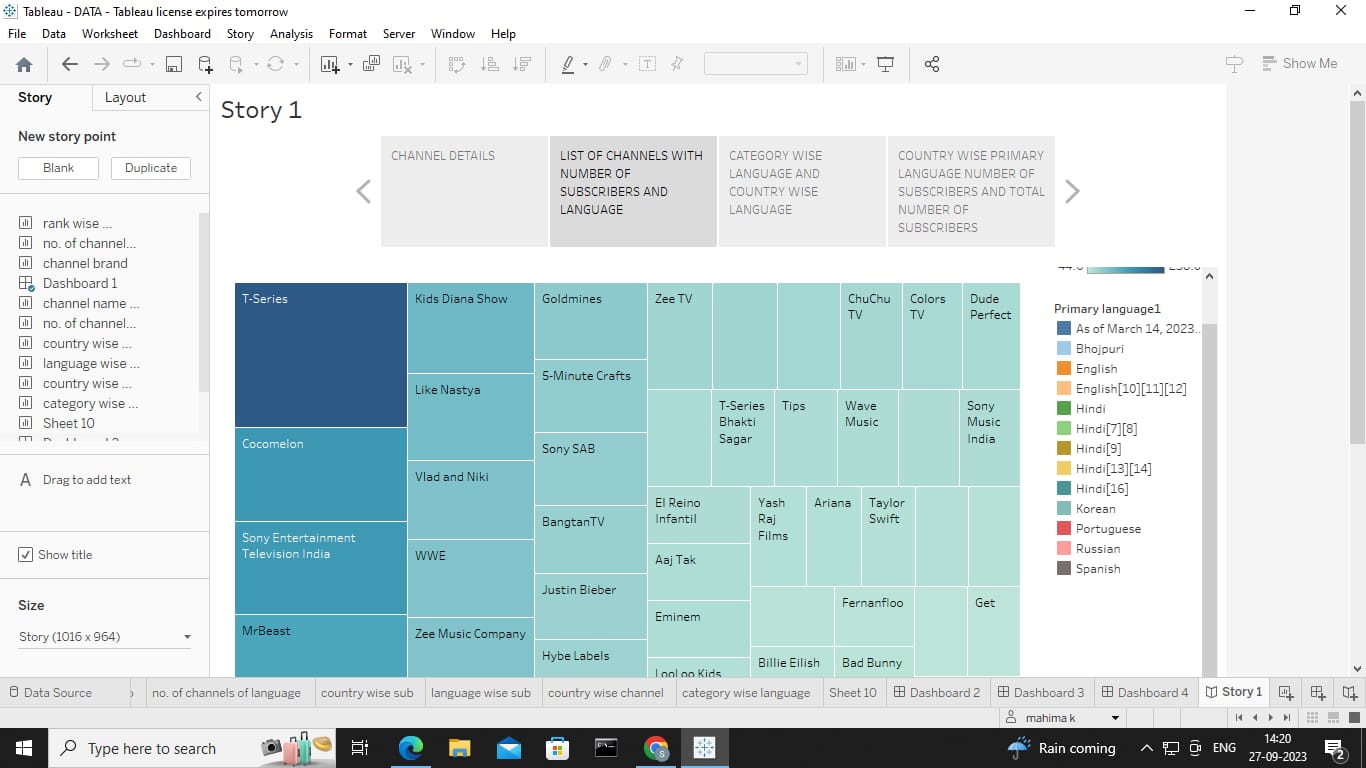 Tableau - DATA - Tableau license expires tomorrow
File Data Worksheet Dashboard Story Analysis Format Server Window Help
Show Me
Story Layout
New story point
Blank Duplicate
rank wise ...
no. of channel...
channel brand
Dashboard 1
channel name ...
no. of channel...
country wise ...
language wise ...
country wise ...
category wise ...
Sheet 10
A Drag to add text
Show title
Size
Story (1016 x 964)
Story 1
CHANNEL DETAILS
LIST OF CHANNELS WITH
NUMBER OF
SUBSCRIBERS AND
LANGUAGE
CATEGORY WISE
LANGUAGE AND
COUNTRY WISE
LANGUAGE
COUNTRY WISE PRIMARY
LANGUAGE NUMBER OF
SUBSCRIBERS AND TOTAL
NUMBER OF
SUBSCRIBERS
T-Series
Cocomelon
Sony Entertainment
Television India
MrBeast
Kids Diana Show
Like Nastya
Vlad and Niki
WWE
Zee Music Company
Goldmines
5-Minute Crafts
Sony SAB
BangtanTV
Justin Bieber
Hybe Labels
Zee TV
ChuChu
TV
Colors
TV
Dude
Perfect
T-Series
Bhakti
Sagar
Tips
Wave
Music
Sony
Music
India
El Reino
Infantil
Aaj Tak
Eminem
LooLoo Kids
Yash
Raj
Films
Ariana
Taylor
Swift
Fernanfloo
Get
Billie Eilish
Bad Bunny
Primary language1
As of March 14, 2023..
Bhojpuri
English
English[10][11][12]
Hindi
Hindi[7][8]
Hindi[9]
Hindi[13][14]
Hindi[16]
Korean
Portuguese
Russian
Spanish
Data Source no. of channels of language country wise sub language wise sub country wise channel category wise language Sheet 10 Dashboard 2 Dashboard 3 Dashboard 4 Story 1
mahima k
Type here to search
Rain coming
ENG
14:20
27-09-2023
2